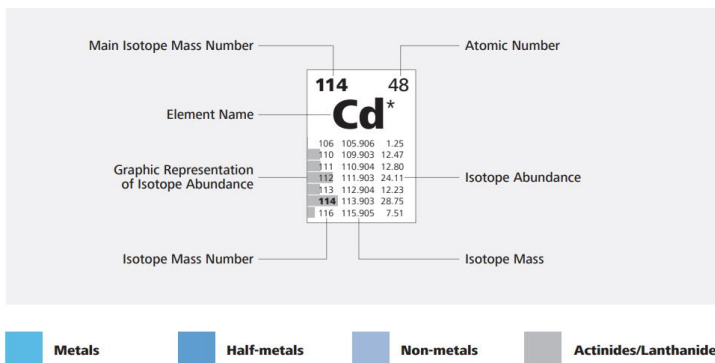 Main Isotope Mass Number
Atomic Number
114 48
Cd*
Element Name
106 105.906 1.25
110 109.903 12.47
111 110.904 12.80
112 111.903 24.11
113 112.904 12.23
114 113.903 28.75
116 115.905 7.51
Graphic Representation
of Isotope Abundance
Isotope Abundance
Isotope Mass Number
Isotope Mass
Metals
Half-metals
Non-metals
Actinides/Lanthanide